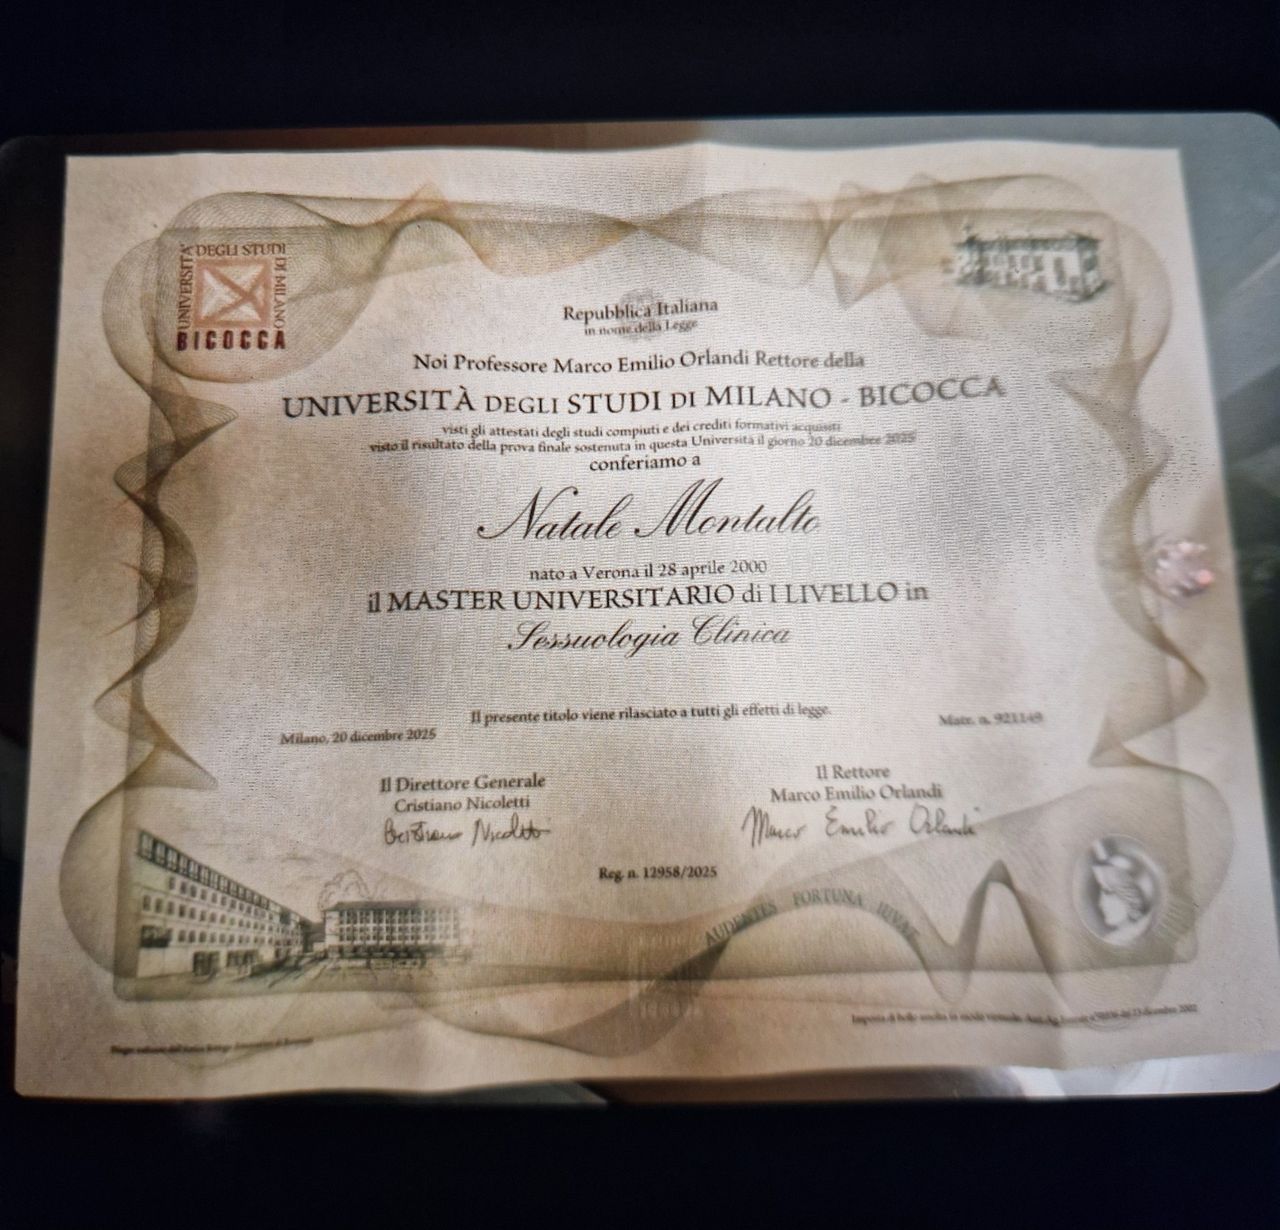 UNIVERSITÀ DEGLI STUDI DI MILANO
BICOCCA
Repubblica Italiana
in nome della Legge
Noi Professore Marco Emilio Orlandi Rettore della
UNIVERSITÀ DEGLI STUDI DI MILANO - BICOCCA
visti gli attestati degli studi compiuti e dei crediti formativi acquisiti
visto il risultato della prova finale sostenuta in questa Università il giorno 20 dicembre 2025
conferiamo a
Natale Montalto
nato a Verona il 28 aprile 2000
il MASTER UNIVERSITARIO di I LIVELLO in
Sessuologia Clinica
Il presente titolo viene rilasciato a tutti gli effetti di legge.
Milano, 20 dicembre 2025
Matr. n. 921149
Il Direttore Generale
Cristiano Nicoletti
Il Rettore
Marco Emilio Orlandi
Marco Emilio Orlandi
Reg. n. 12958/2025
AUDENTES FORTUNA IUVAT